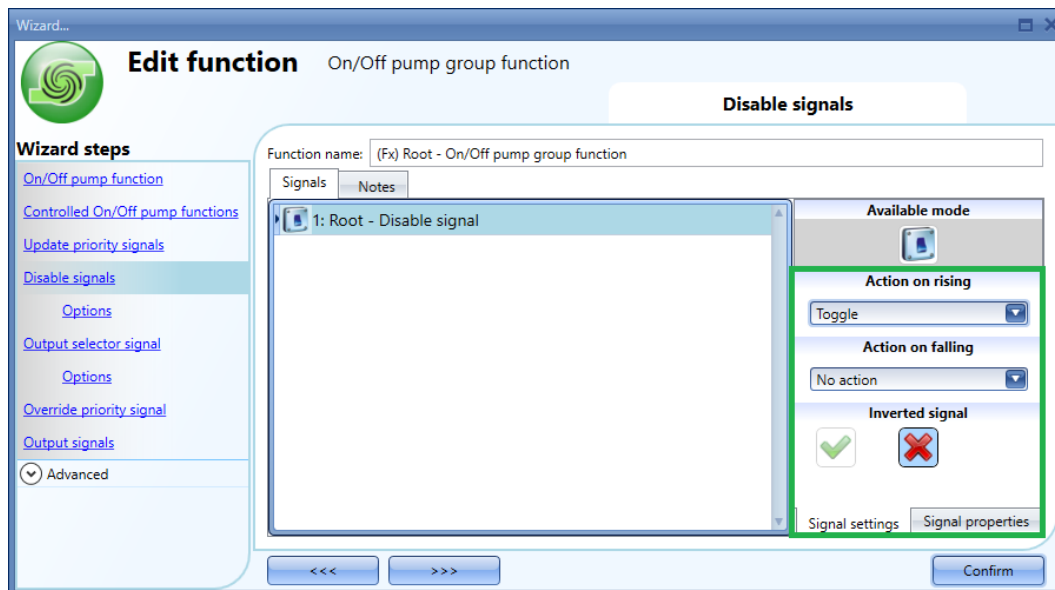 Wizard...
Edit function On/Off pump group function
Disable signals
Wizard steps
On/Off pump function
Controlled On/Off pump functions
Update priority signals
Disable signals
Options
Output selector signal
Options
Override priority signal
Output signals
Advanced
Function name: (Fx) Root - On/Off pump group function
Signals Notes
1: Root - Disable signal
Available mode
Action on rising
Toggle
Action on falling
No action
Inverted signal
Signal settings Signal properties
<<< >>> Confirm